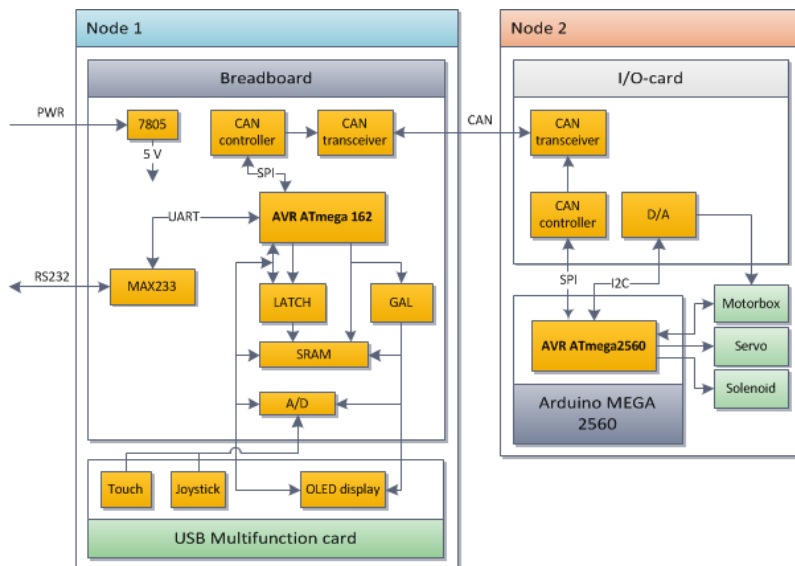 Node 1
Node 2
Breadboard
I/O-card
PWR
7805
5 V
CAN
controller
CAN
transceiver
CAN
CAN
transceiver
SPI
UART
AVR ATmega 162
CAN
controller
D/A
RS232
MAX233
LATCH
GAL
SPI
I2C
Motorbox
SRAM
AVR ATmega2560
Servo
A/D
Solenoid
Arduino MEGA
2560
Touch
Joystick
OLED display
USB Multifunction card